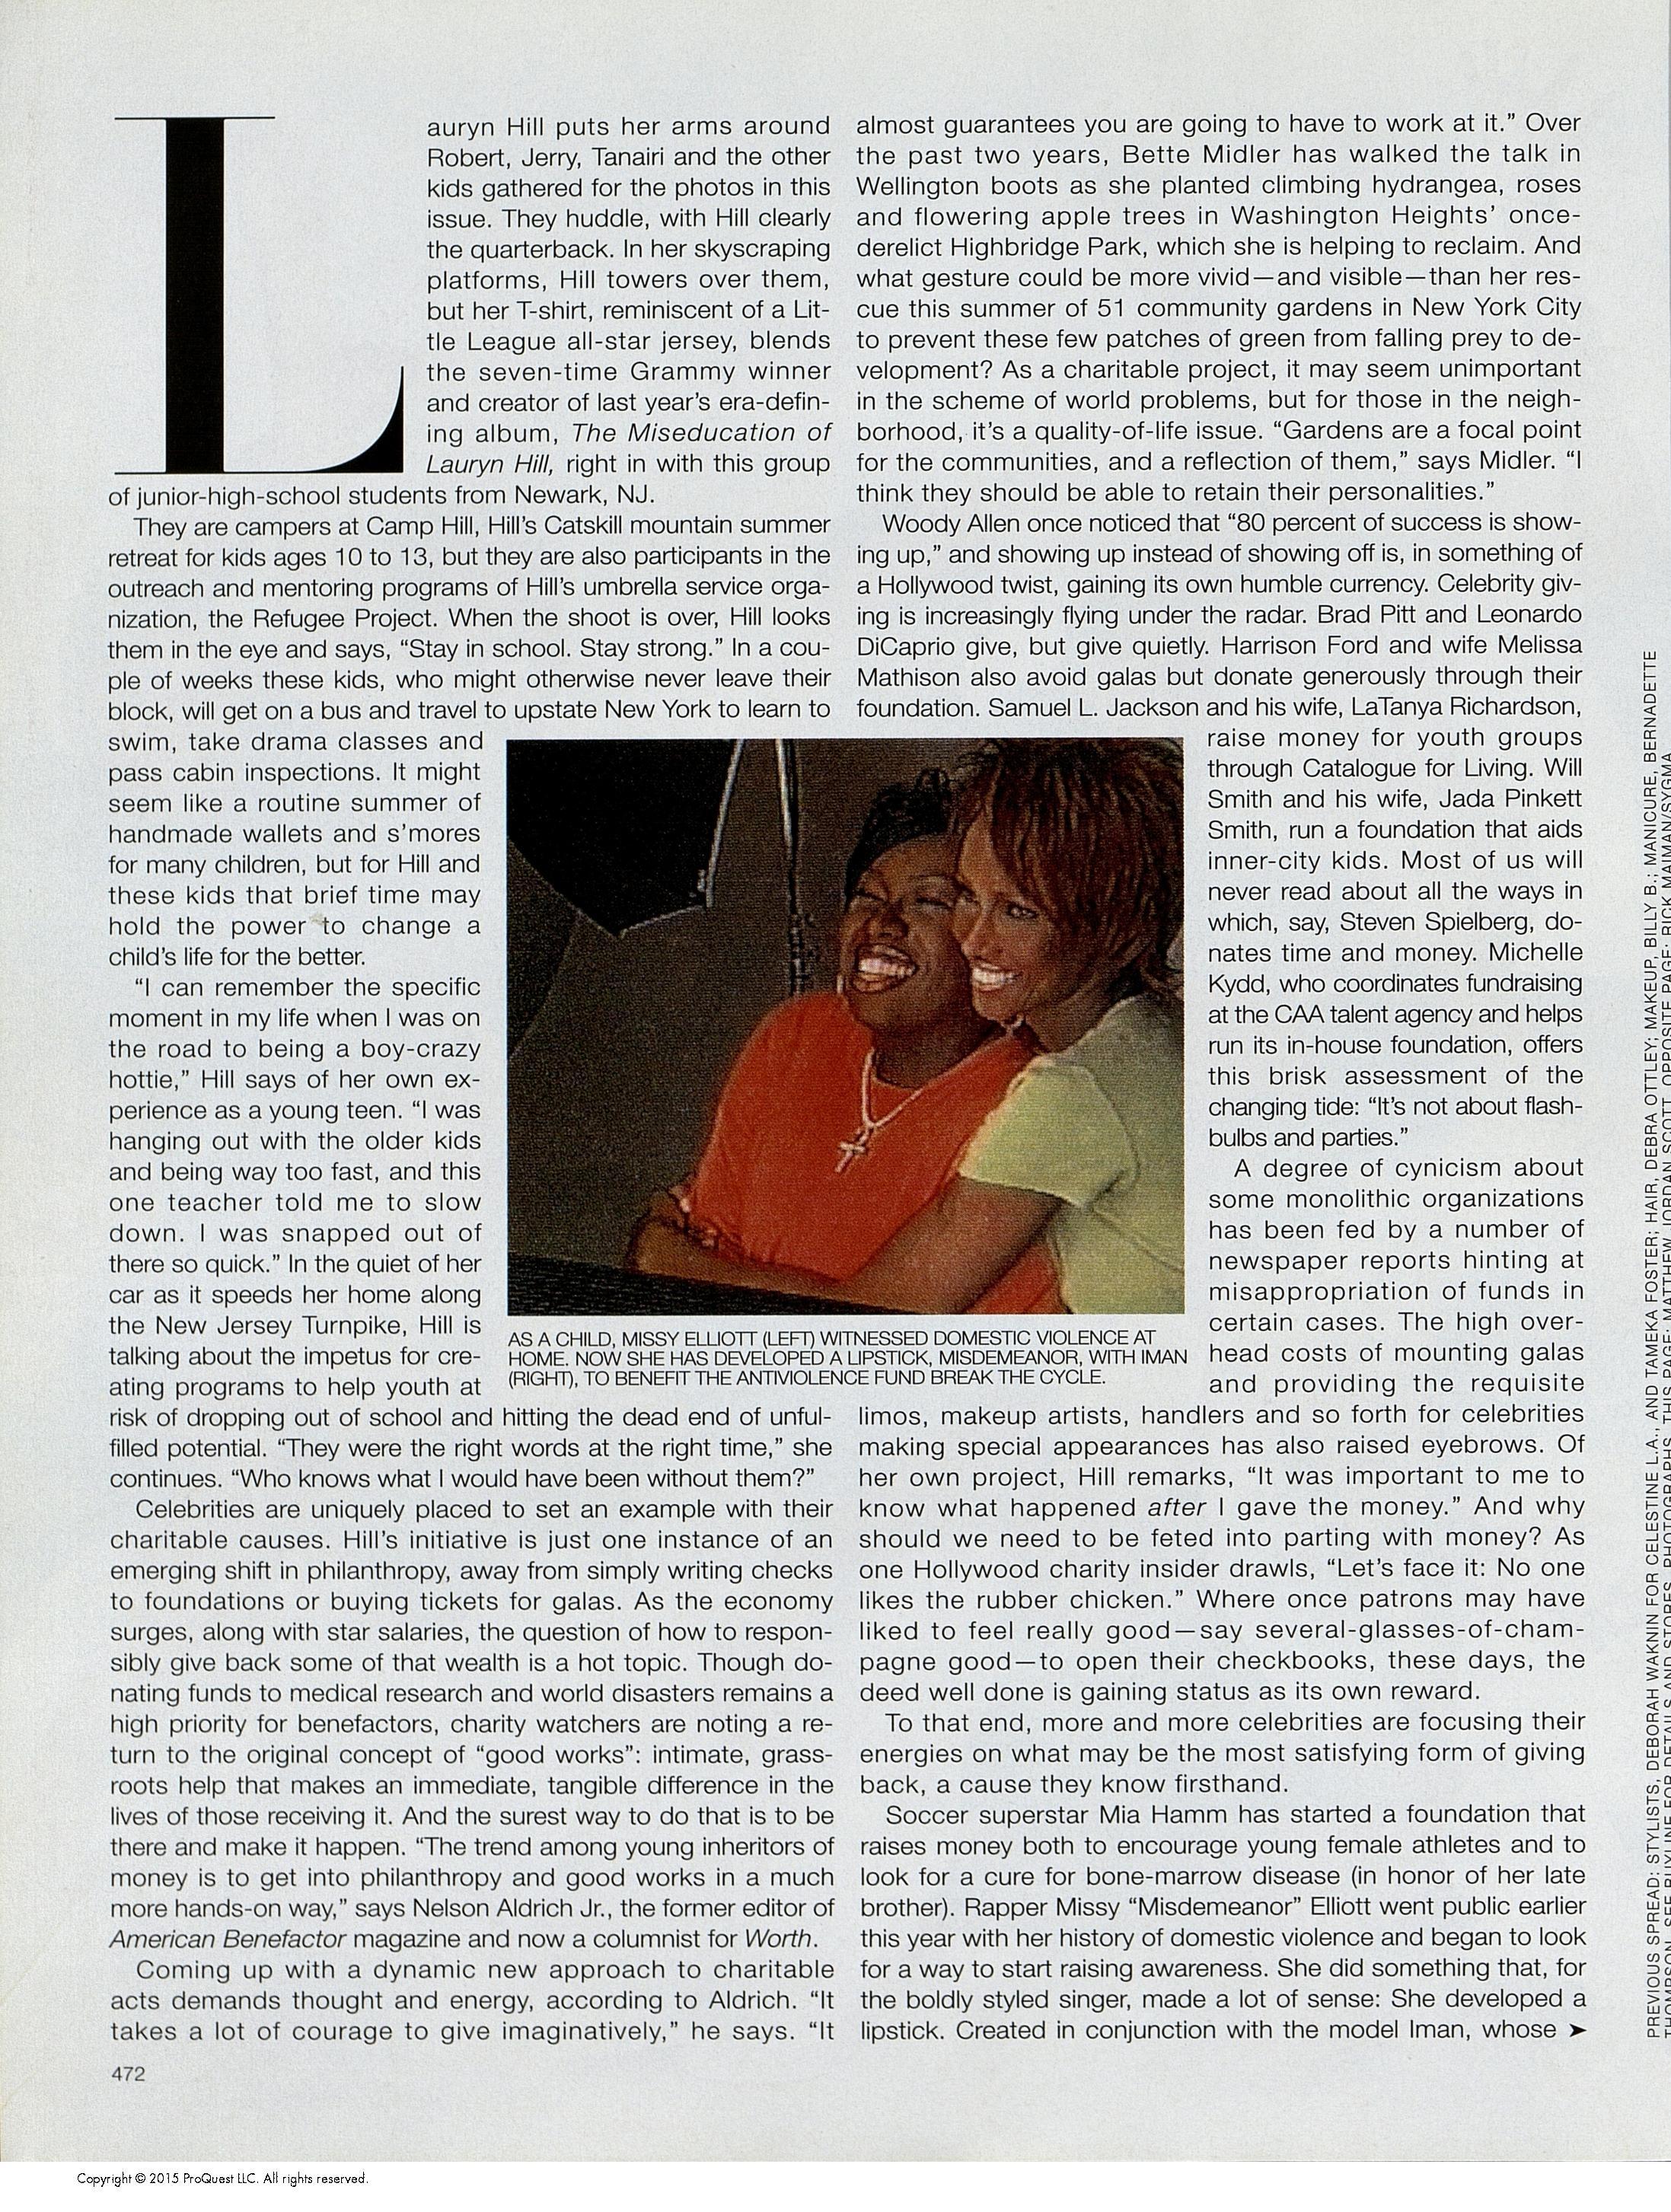 Lauryn Hill puts her arms around
Robert, Jerry, Tanairi and the other
kids gathered for the photos in this
issue. They huddle, with Hill clearly
the quarterback. In her skyscraping
platforms, Hill towers over them,
but her T-shirt, reminiscent of a Lit-
tle League all-star jersey, blends
the seven-time Grammy winner
and creator of last year's era-defin-
ing album, The Miseducation of
Lauryn Hill, right in with this group
of junior-high-school students from Newark, NJ.
They are campers at Camp Hill, Hill's Catskill mountain summer
retreat for kids ages 10 to 13, but they are also participants in the
outreach and mentoring programs of Hill's umbrella service orga-
nization, the Refugee Project. When the shoot is over, Hill looks
them in the eye and says, “Stay in school. Stay strong.” In a cou-
ple of weeks these kids, who might otherwise never leave their
block, will get on a bus and travel to upstate New York to learn to
swim, take drama classes and
pass cabin inspections. It might
seem like a routine summer of
handmade wallets and s'mores
for many children, but for Hill and
these kids that brief time may
hold the power to change a
child's life for the better.
“I can remember the specific
moment in my life when I was on
the road to being a boy-crazy
hottie,” Hill says of her own ex-
perience as a young teen. “I was
hanging out with the older kids
and being way too fast, and this
one teacher told me to slow
down. I was snapped out of
there so quick.” In the quiet of her
car as it speeds her home along
the New Jersey Turnpike, Hill is
talking about the impetus for cre-
ating programs to help youth at
risk of dropping out of school and hitting the dead end of unful-
filled potential. “They were the right words at the right time,” she
continues. “Who knows what I would have been without them?”
Celebrities are uniquely placed to set an example with their
charitable causes. Hill's initiative is just one instance of an
emerging shift in philanthropy, away from simply writing checks
to foundations or buying tickets for galas. As the economy
surges, along with star salaries, the question of how to respon-
sibly give back some of that wealth is a hot topic. Though do-
nating funds to medical research and world disasters remains a
high priority for benefactors, charity watchers are noting a re-
turn to the original concept of “good works”: intimate, grass-
roots help that makes an immediate, tangible difference in the
lives of those receiving it. And the surest way to do that is to be
there and make it happen. “The trend among young inheritors of
money is to get into philanthropy and good works in a much
more hands-on way,” says Nelson Aldrich Jr., the former editor of
American Benefactor magazine and now a columnist for Worth.
Coming up with a dynamic new approach to charitable
acts demands thought and energy, according to Aldrich. “It
takes a lot of courage to give imaginatively,” he says. “It
almost guarantees you are going to have to work at it.” Over
the past two years, Bette Midler has walked the talk in
Wellington boots as she planted climbing hydrangea, roses
and flowering apple trees in Washington Heights' once-
derelict Highbridge Park, which she is helping to reclaim. And
what gesture could be more vivid—and visible—than her res-
cue this summer of 51 community gardens in New York City
to prevent these few patches of green from falling prey to de-
velopment? As a charitable project, it may seem unimportant
in the scheme of world problems, but for those in the neigh-
borhood, it's a quality-of-life issue. “Gardens are a focal point
for the communities, and a reflection of them,” says Midler. “I
think they should be able to retain their personalities.”
Woody Allen once noticed that “80 percent of success is show-
ing up,” and showing up instead of showing off is, in something of
a Hollywood twist, gaining its own humble currency. Celebrity giv-
ing is increasingly flying under the radar. Brad Pitt and Leonardo
DiCaprio give, but give quietly. Harrison Ford and wife Melissa
Mathison also avoid galas but donate generously through their
foundation. Samuel L. Jackson and his wife, LaTanya Richardson,
raise money for youth groups
through Catalogue for Living. Will
Smith and his wife, Jada Pinkett
Smith, run a foundation that aids
inner-city kids. Most of us will
never read about all the ways in
which, say, Steven Spielberg, do-
nates time and money. Michelle
Kydd, who coordinates fundraising
at the CAA talent agency and helps
run its in-house foundation, offers
this brisk assessment of the
changing tide: “It's not about flash-
bulbs and parties.”
A degree of cynicism about
some monolithic organizations
has been fed by a number of
newspaper reports hinting at
misappropriation of funds in
certain cases. The high over-
head costs of mounting galas
and providing the requisite
limos, makeup artists, handlers and so forth for celebrities
making special appearances has also raised eyebrows. Of
her own project, Hill remarks, “It was important to me to
know what happened after I gave the money.” And why
should we need to be feted into parting with money? As
one Hollywood charity insider drawls, “Let's face it: No one
likes the rubber chicken.” Where once patrons may have
liked to feel really good—say several-glasses-of-cham-
pagne good—to open their checkbooks, these days, the
deed well done is gaining status as its own reward.
To that end, more and more celebrities are focusing their
energies on what may be the most satisfying form of giving
back, a cause they know firsthand.
Soccer superstar Mia Hamm has started a foundation that
raises money both to encourage young female athletes and to
look for a cure for bone-marrow disease (in honor of her late
brother). Rapper Missy “Misdemeanor” Elliott went public earlier
this year with her history of domestic violence and began to look
for a way to start raising awareness. She did something that, for
the boldly styled singer, made a lot of sense: She developed a
lipstick. Created in conjunction with the model Iman, whose ➤
AS A CHILD, MISSY ELLIOTT (LEFT) WITNESSED DOMESTIC VIOLENCE AT
HOME. NOW SHE HAS DEVELOPED A LIPSTICK, MISDEMEANOR, WITH IMAN
(RIGHT), TO BENEFIT THE ANTIVIOLENCE FUND BREAK THE CYCLE.
PREVIOUS SPREAD: STYLISTS, DEBORAH WAKNIN FOR CELESTINE L.A., AND TAMEKA FOSTER; HAIR, DEBRA OTTLEY; MAKEUP, BILLY B.; MANICURE, BERNADETTE
THOMPSON. SEE BUYLINE FOR DETAILS AND STORES. PHOTOGRAPHS, THIS PAGE: MATTHEW JORDAN SCOTT. OPPOSITE PAGE: RICK MAIMAN/SYGMA
472
Copyright © 2015 ProQuest LLC. All rights reserved.